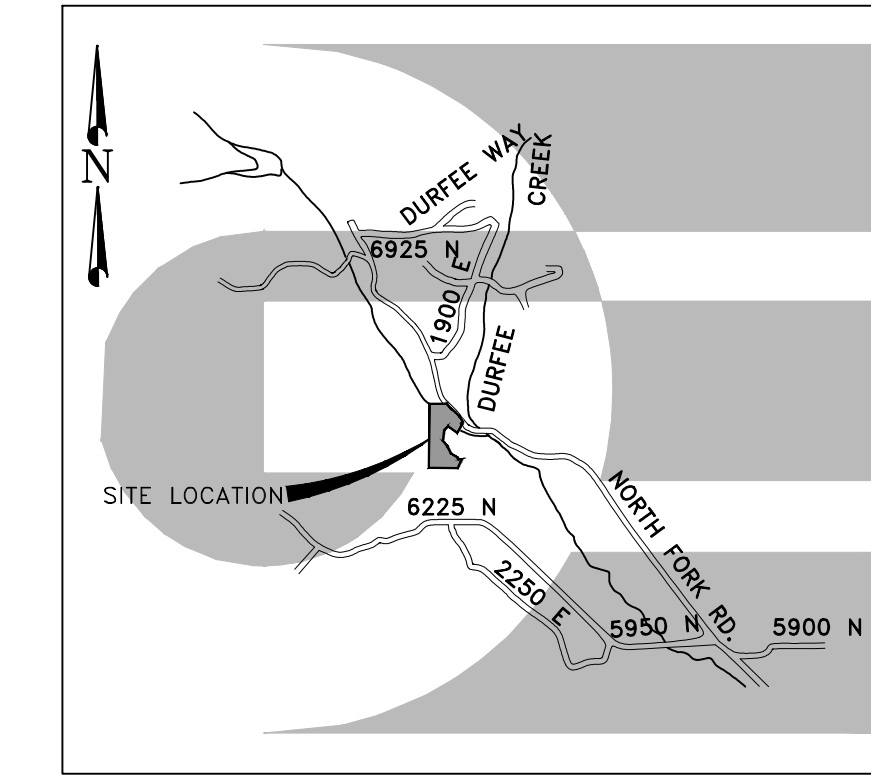 N
DURFEE WAY
CREEK
6925 N
1900 E
DURFEE
SITE LOCATION
6225 N
NORTH FORK RD.
2250 E
5950 N
5900 N